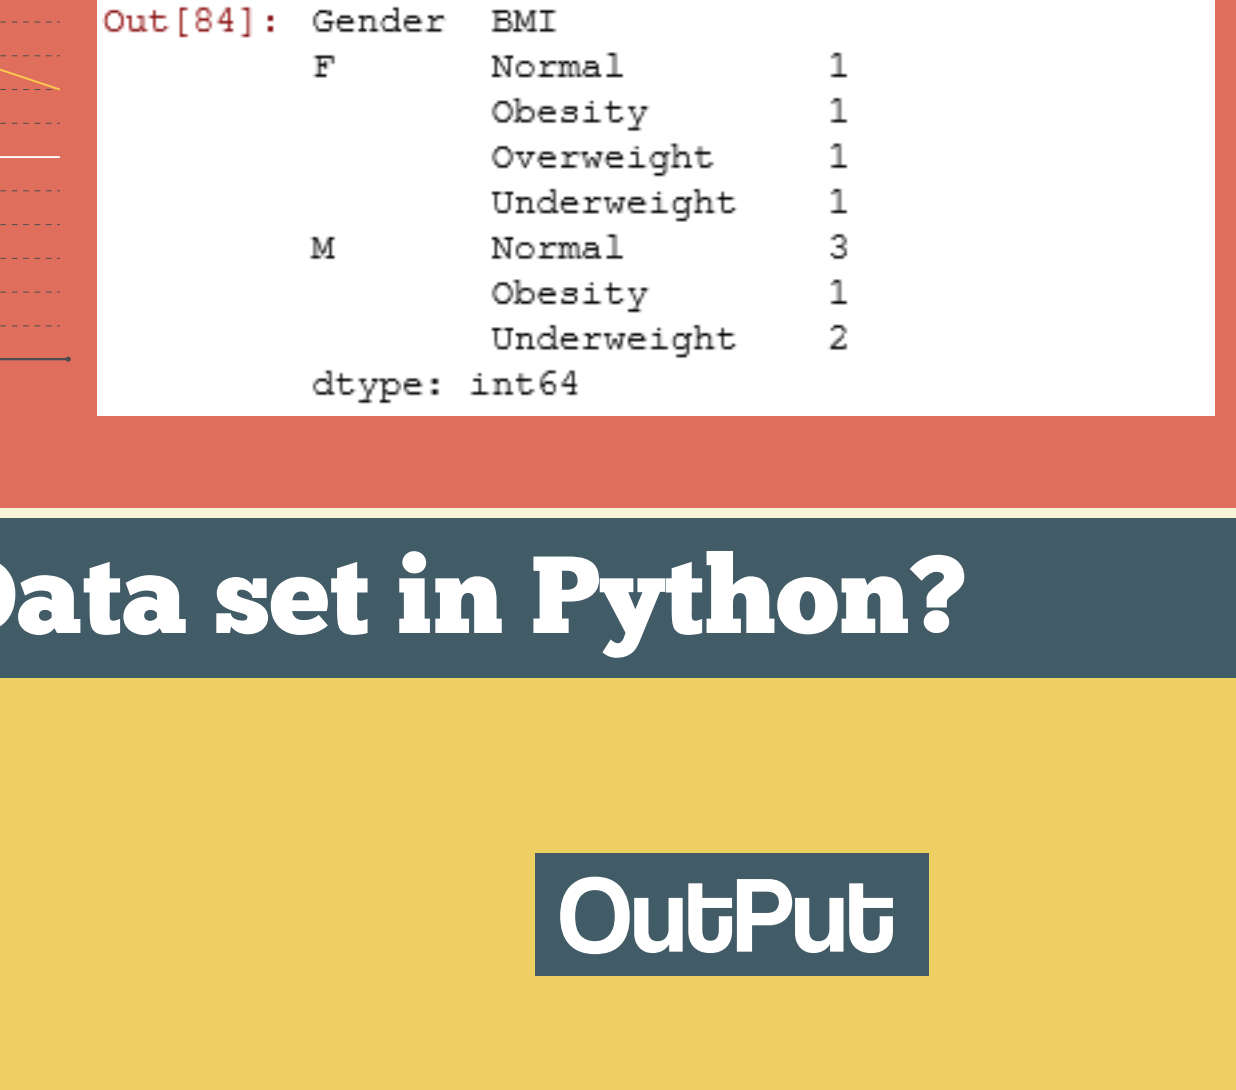 Out[84]: Gender BMI
F Normal 1
Obesity 1
Overweight 1
Underweight 1
M Normal 3
Obesity 1
Underweight 2
dtype: int64
Data set in Python?
OutPut